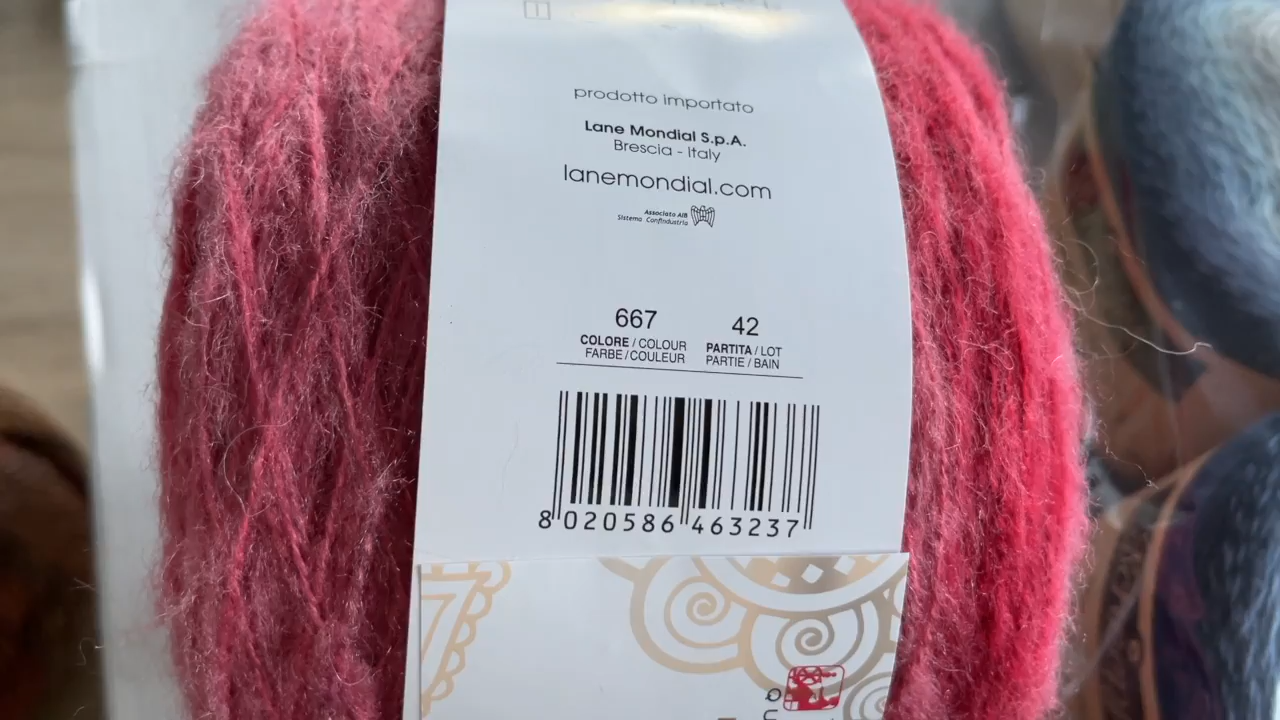 prodotto importato
Lane Mondial S.p.A.
Brescia - Italy
lanemondial.com
Associato AIB
Sistema Confindustria
667 42
COLORE / COLOUR PARTITA / LOT
FARBE / COULEUR PARTIE / BAIN
8 020586 463237